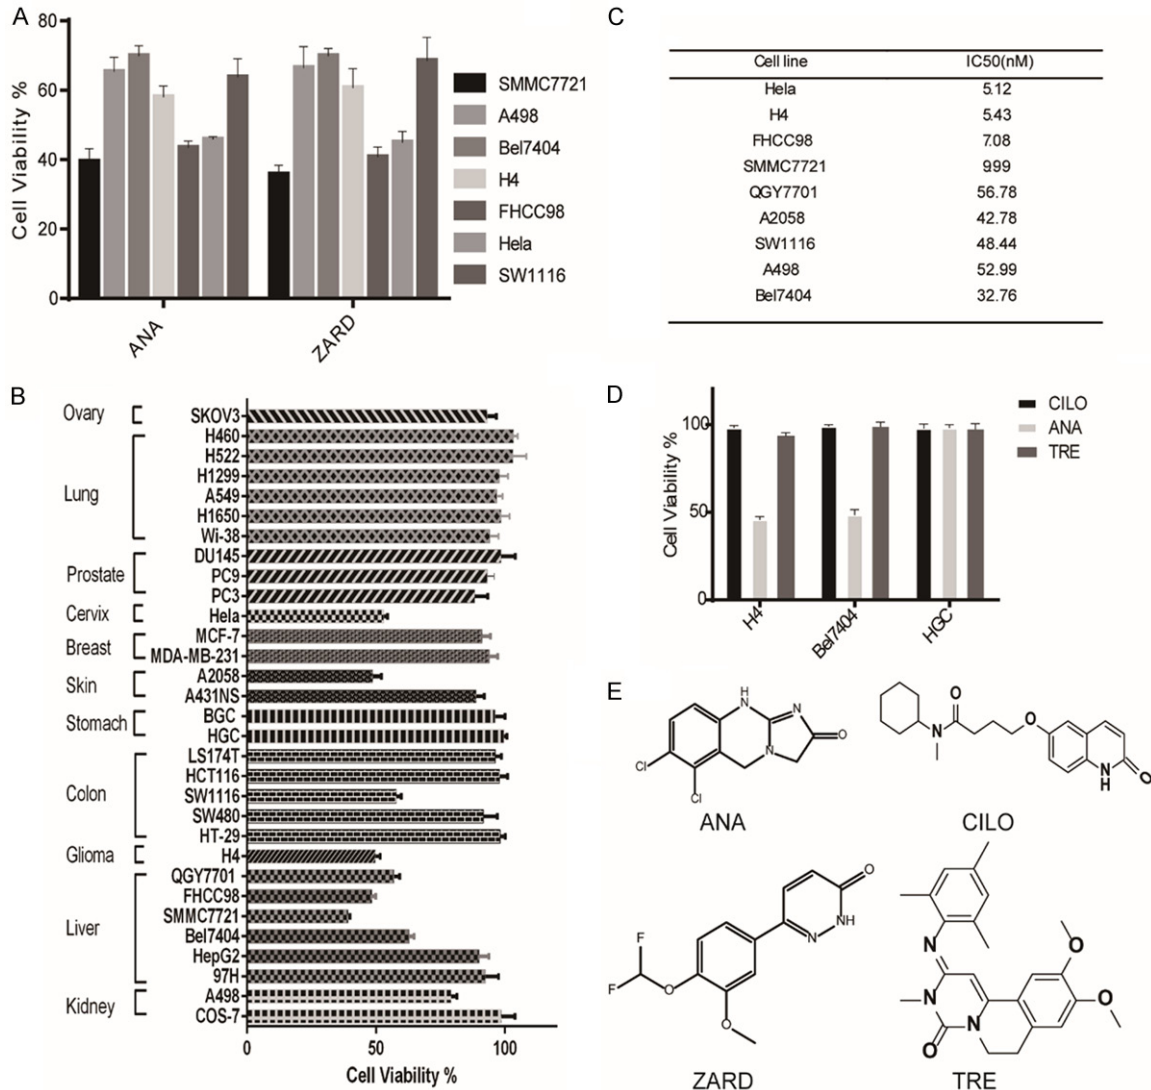 A
Cell Viability %
80
60
40
20
0
ANA
ZARD
SMMC7721
A498
Bel7404
H4
FHCC98
Hela
SW1116
C
Cell line IC50(nM)
Hela 5.12
H4 5.43
FHCC98 7.08
SMMC7721 999
QGY7701 56.78
A2058 42.78
SW1116 48.44
A498 52.99
Bel7404 32.76
B
Ovary
SKOV3
Lung
H460
H522
H1299
A549
H1650
Wi-38
Prostate
DU145
PC9
PC3
Cervix
Hela
Breast
MCF-7
MDA-MB-231
Skin
A2058
A431NS
Stomach
BGC
HGC
Colon
LS174T
HCT116
SW1116
SW480
HT-29
Glioma
H4
Liver
QGY7701
FHCC98
SMMC7721
Bel7404
HepG2
97H
Kidney
A498
COS-7
0 50 100
Cell Viability %
D
Cell Viability %
100
50
0
H4
Bel7404
HGC
CILO
ANA
TRE
E
H
N
N
N
O
Cl
Cl
ANA
O
N
O
N
H
O
CILO
O
NH
N
F
F
O
O
ZARD
N
N
N
O
O
O
TRE